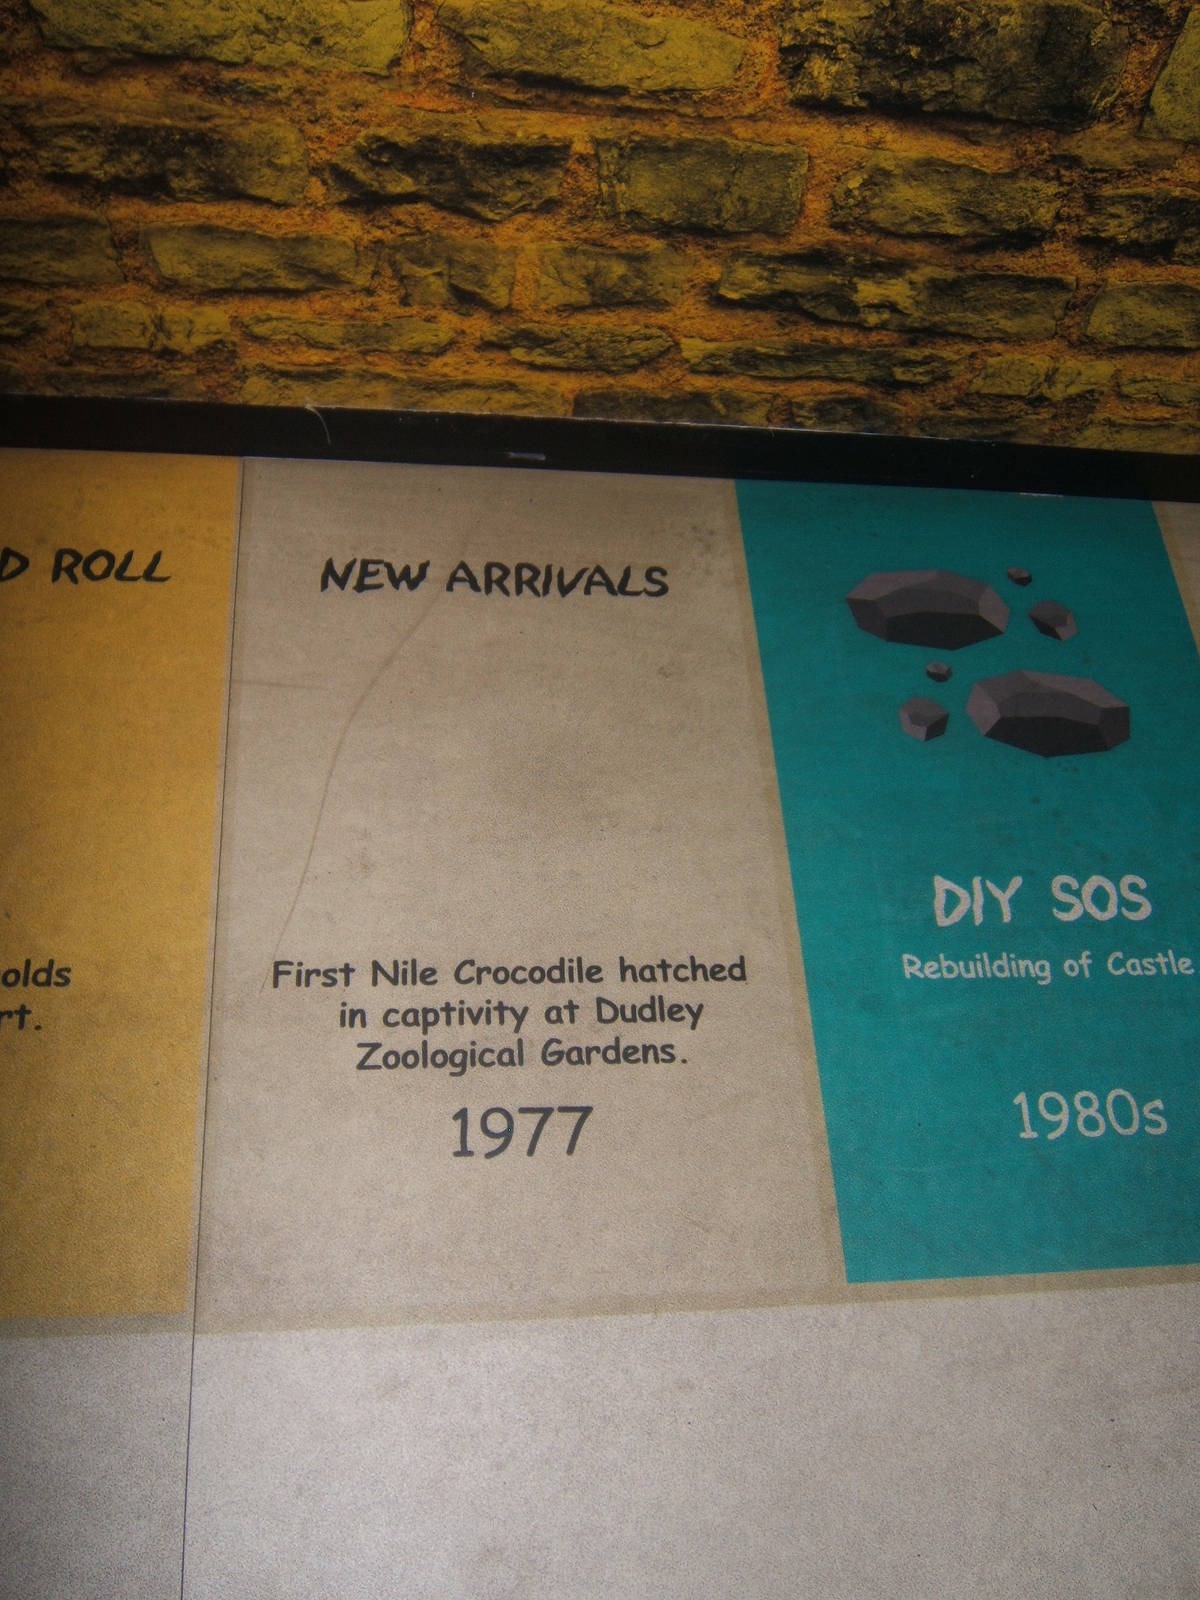 D ROLL
olds
rt.
NEW ARRIVALS
First Nile Crocodile hatched
in captivity at Dudley
Zoological Gardens.
1977
DIY SOS
Rebuilding of Castle
1980s